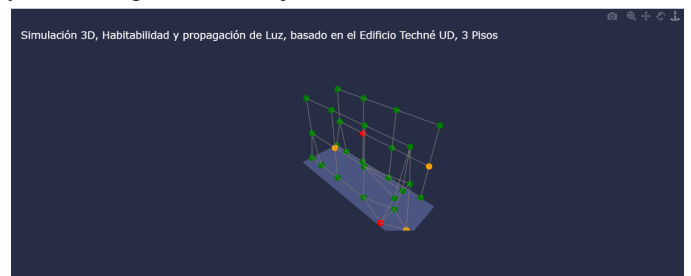 Simulación 3D, Habitabilidad y propagación de Luz, basado en el Edificio Techné UD, 3 Pisos